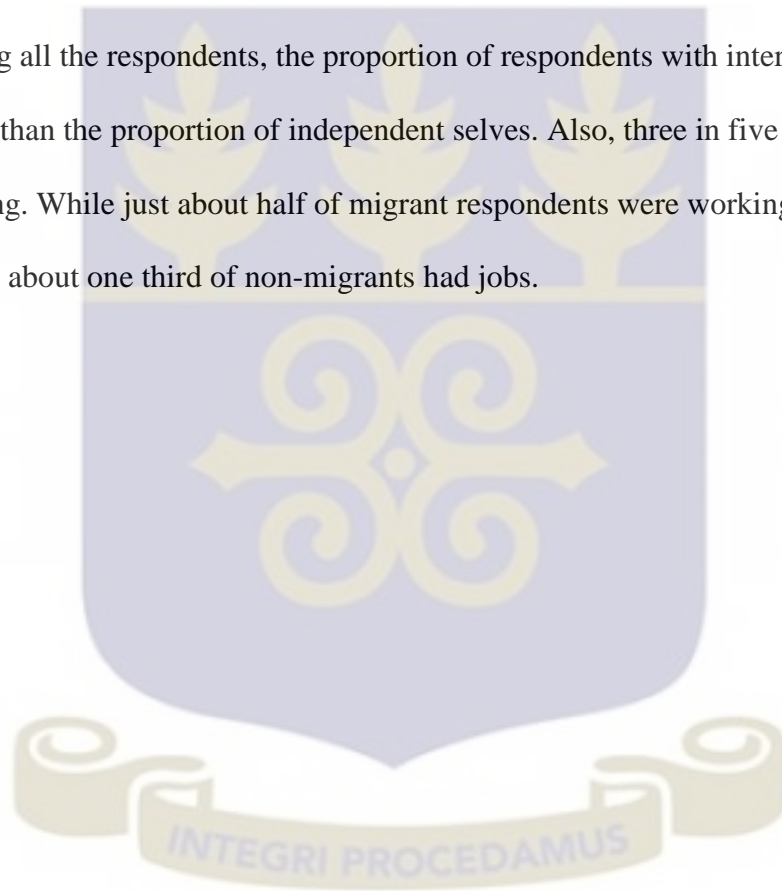 g all the respondents, the proportion of respondents with inter
than the proportion of independent selves. Also, three in five
ng. While just about half of migrant respondents were working
about one third of non-migrants had jobs.
INTEGRI PROCEDAMUS